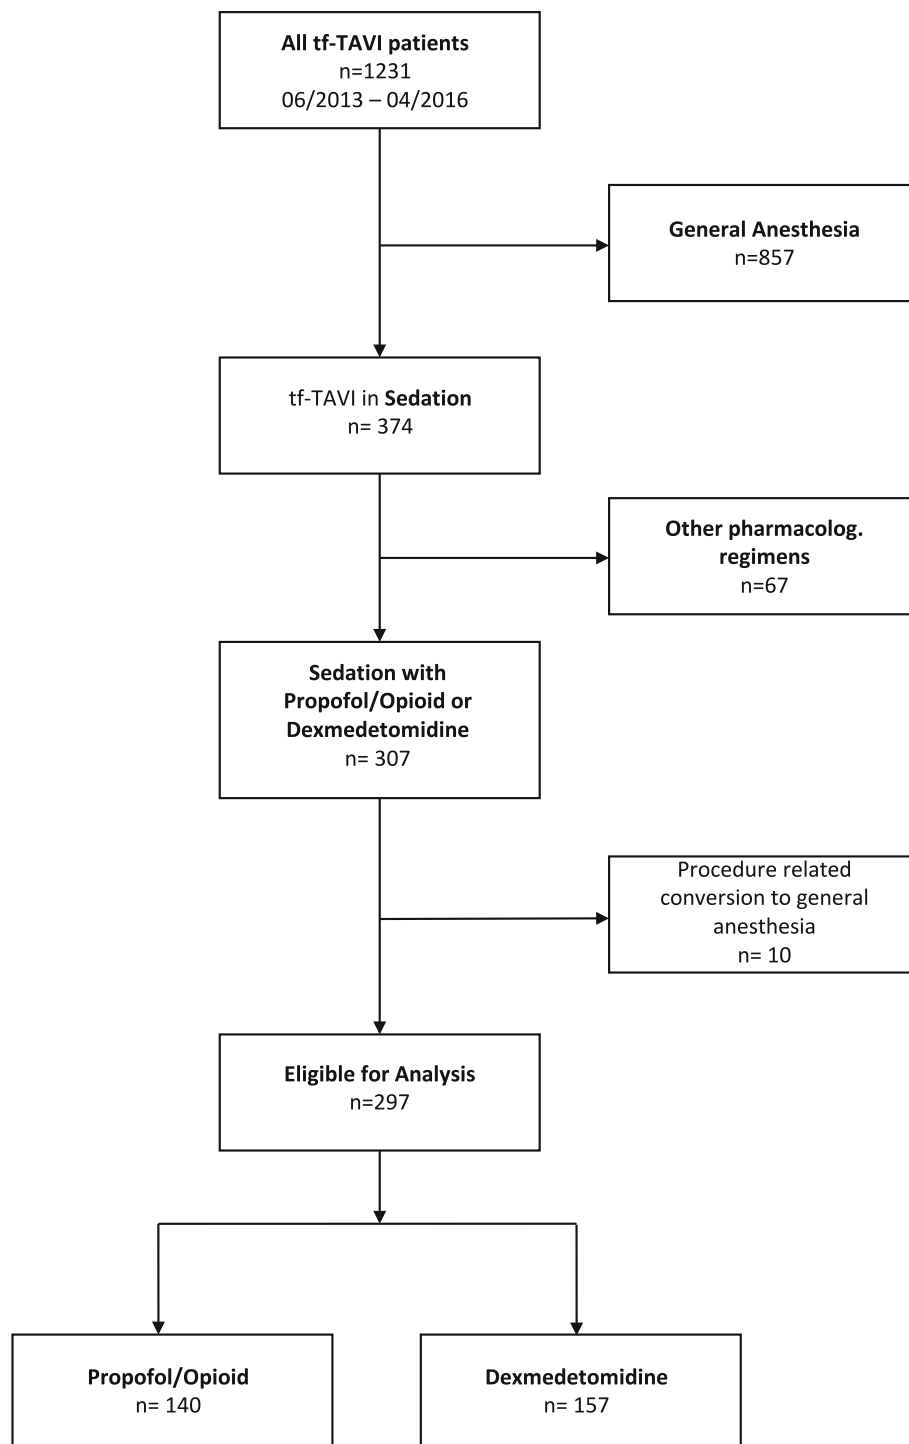 All tf-TAVI patients
n=1231
06/2013 – 04/2016
General Anesthesia
n=857
tf-TAVI in Sedation
n= 374
Other pharmacolog.
regimens
n=67
Sedation with
Propofol/Opioid or
Dexmedetomidine
n= 307
Procedure related
conversion to general
anesthesia
n= 10
Eligible for Analysis
n=297
Propofol/Opioid
n= 140
Dexmedetomidine
n= 157